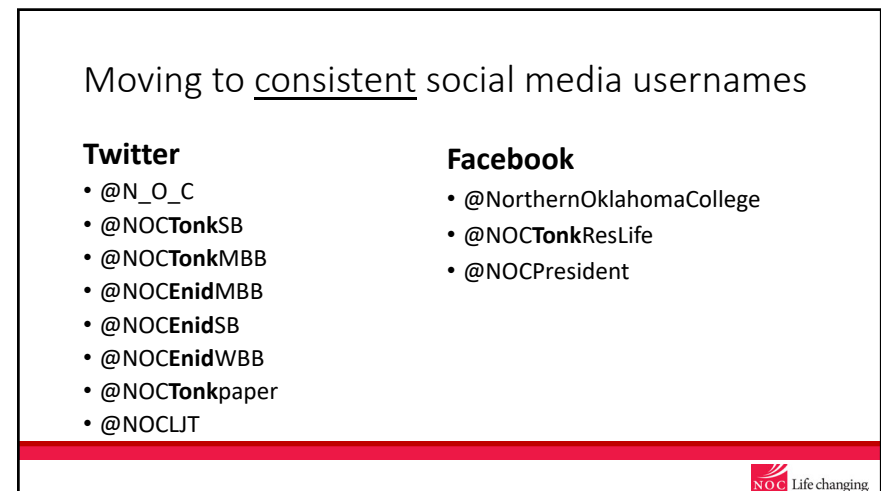 Moving to consistent social media usernames
Twitter
• @N_O_C
• @NOCTonkSB
• @NOCTonkMBB
• @NOCEnidMBB
• @NOCEnidSB
• @NOCEnidWBB
• @NOCTonkpaper
• @NOCLJT
Facebook
• @NorthernOklahomaCollege
• @NOCTonkResLife
• @NOCPresident
NOC Life changing.